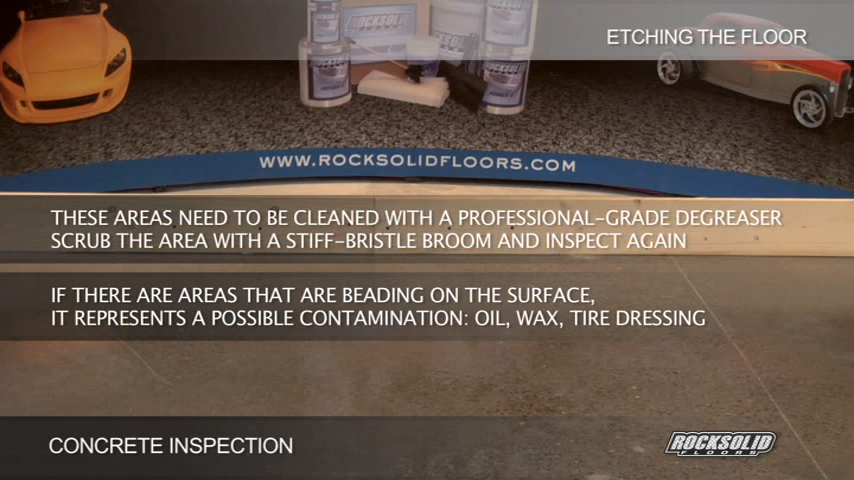 ROCKSOLID
ROCKSOLID
ETCHING THE FLOOR
WWW.ROCKSOLIDFLOORS.COM
THESE AREAS NEED TO BE CLEANED WITH A PROFESSIONAL-GRADE DEGREASER
SCRUB THE AREA WITH A STIFF-BRISTLE BROOM AND INSPECT AGAIN
IF THERE ARE AREAS THAT ARE BEADING ON THE SURFACE,
IT REPRESENTS A POSSIBLE CONTAMINATION: OIL, WAX, TIRE DRESSING
CONCRETE INSPECTION
ROCKSOLID
FLOORS